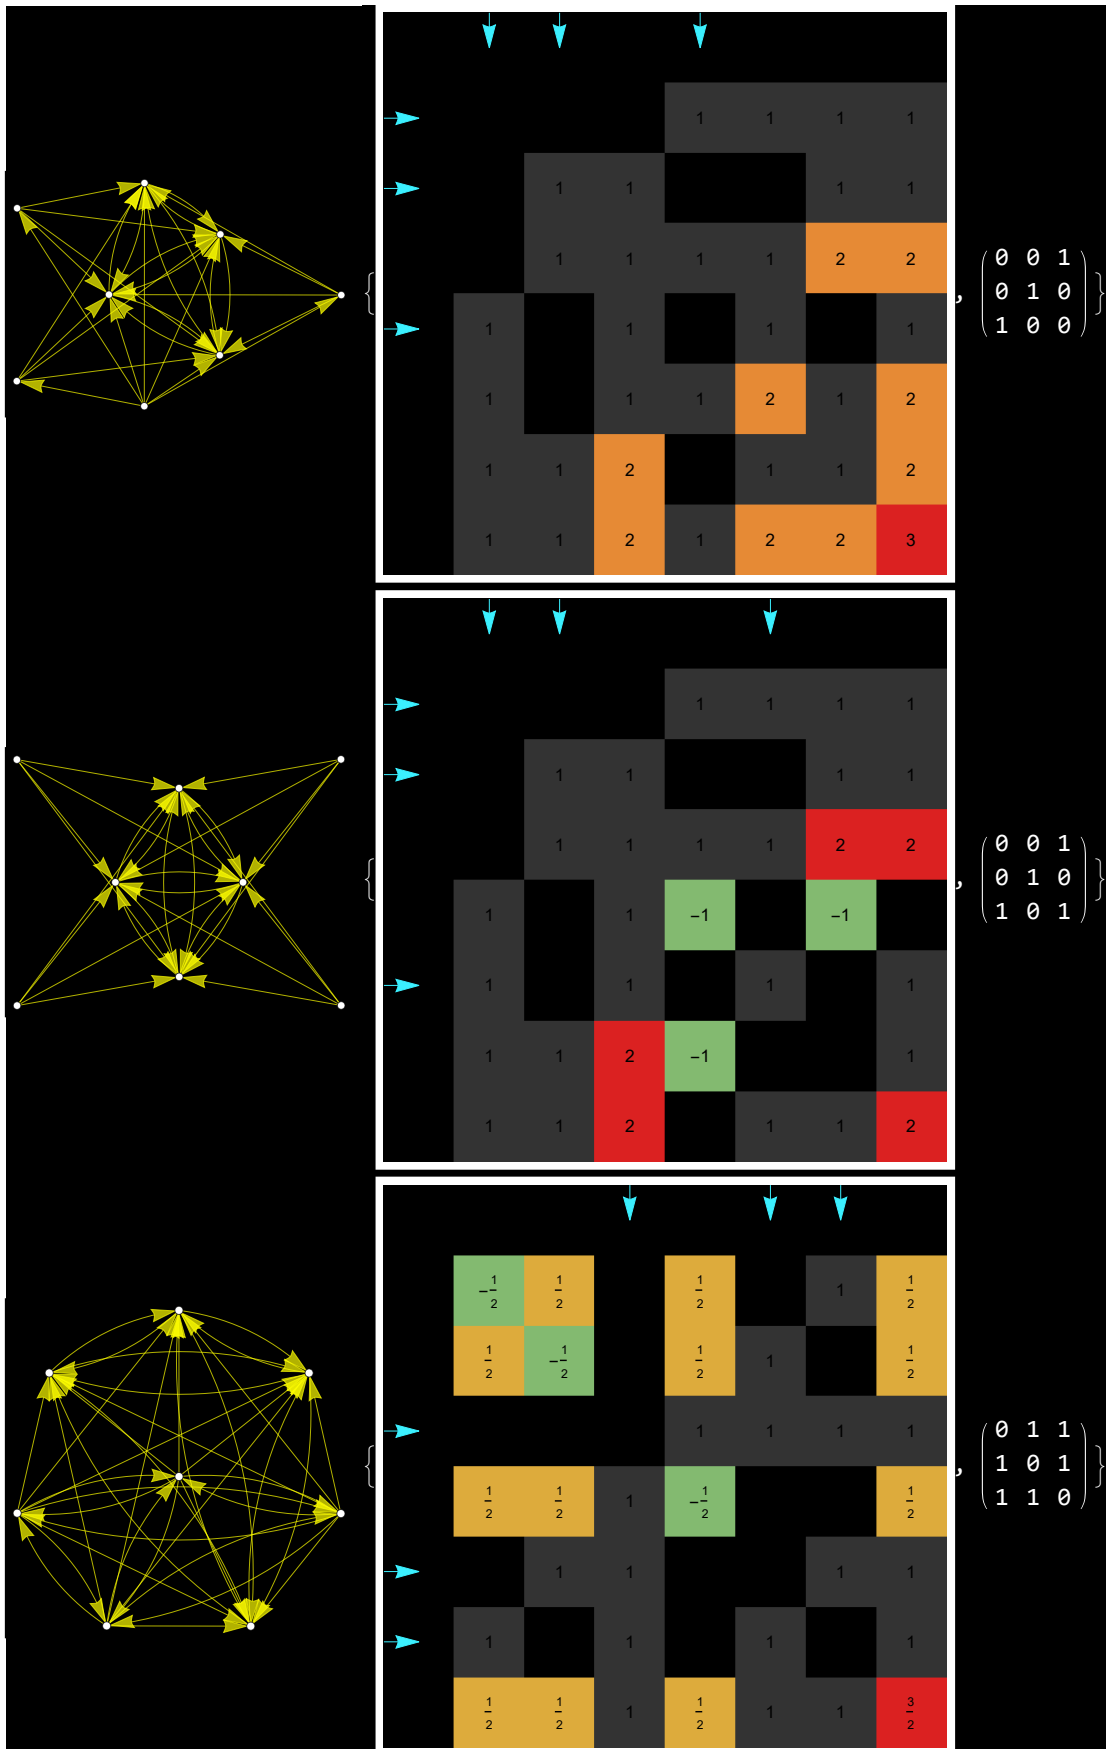 1 1 1 1
1 1 1 1
1 1 1 1 2 2
{ , ( 0 0 1 ) }
0 1 0
1 0 0
1 1 1 1
1 1 1 2 1 2
1 1 2 1 1 2
1 1 2 1 2 2 3
1 1 1 1
1 1 1 1
1 1 1 1 2 2
{ , ( 0 0 1 ) }
0 1 0
1 0 1
1 1 −1 −1
1 1 1 1
1 1 2 −1 1
1 1 2 1 1 2
−1/2 1/2 1/2 1 1/2
1/2 −1/2 1/2 1 1/2
1 1 1 1
{ , ( 0 1 1 ) }
1 0 1
1 1 0
1/2 1/2 1 −1/2 1/2
1 1 1 1
1 1 1 1
1/2 1/2 1 1/2 1 1 3/2